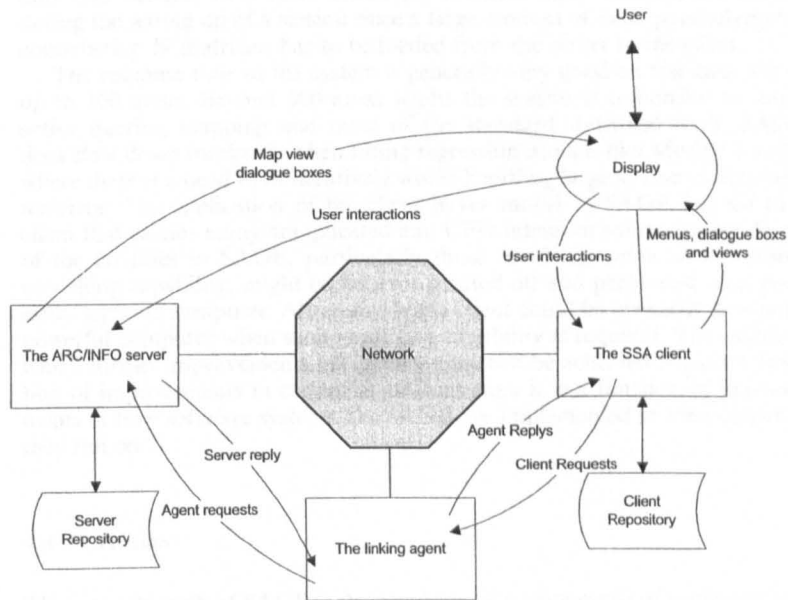 User
Map view
dialogue boxes
Display
User interactions
User interactions
Menus, dialogue boxs
and views
The ARC/INFO server
Network
The SSA client
Agent Replys
Server reply
Client Requests
Agent requests
Server
Repository
The linking agent
Client
Repository